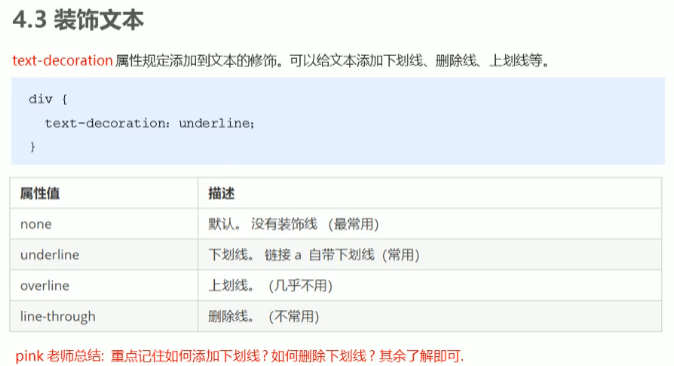 4.3 装饰文本
text-decoration 属性规定添加到文本的修饰。可以给文本添加下划线、删除线、上划线等。
div {
text-decoration: underline;
}
属性值 描述
none 默认。没有装饰线 (最常用)
underline 下划线。链接 a 自带下划线 (常用)
overline 上划线。 (几乎不用)
line-through 删除线。 (不常用)
pink 老师总结: 重点记住如何添加下划线?如何删除下划线?其余了解即可.